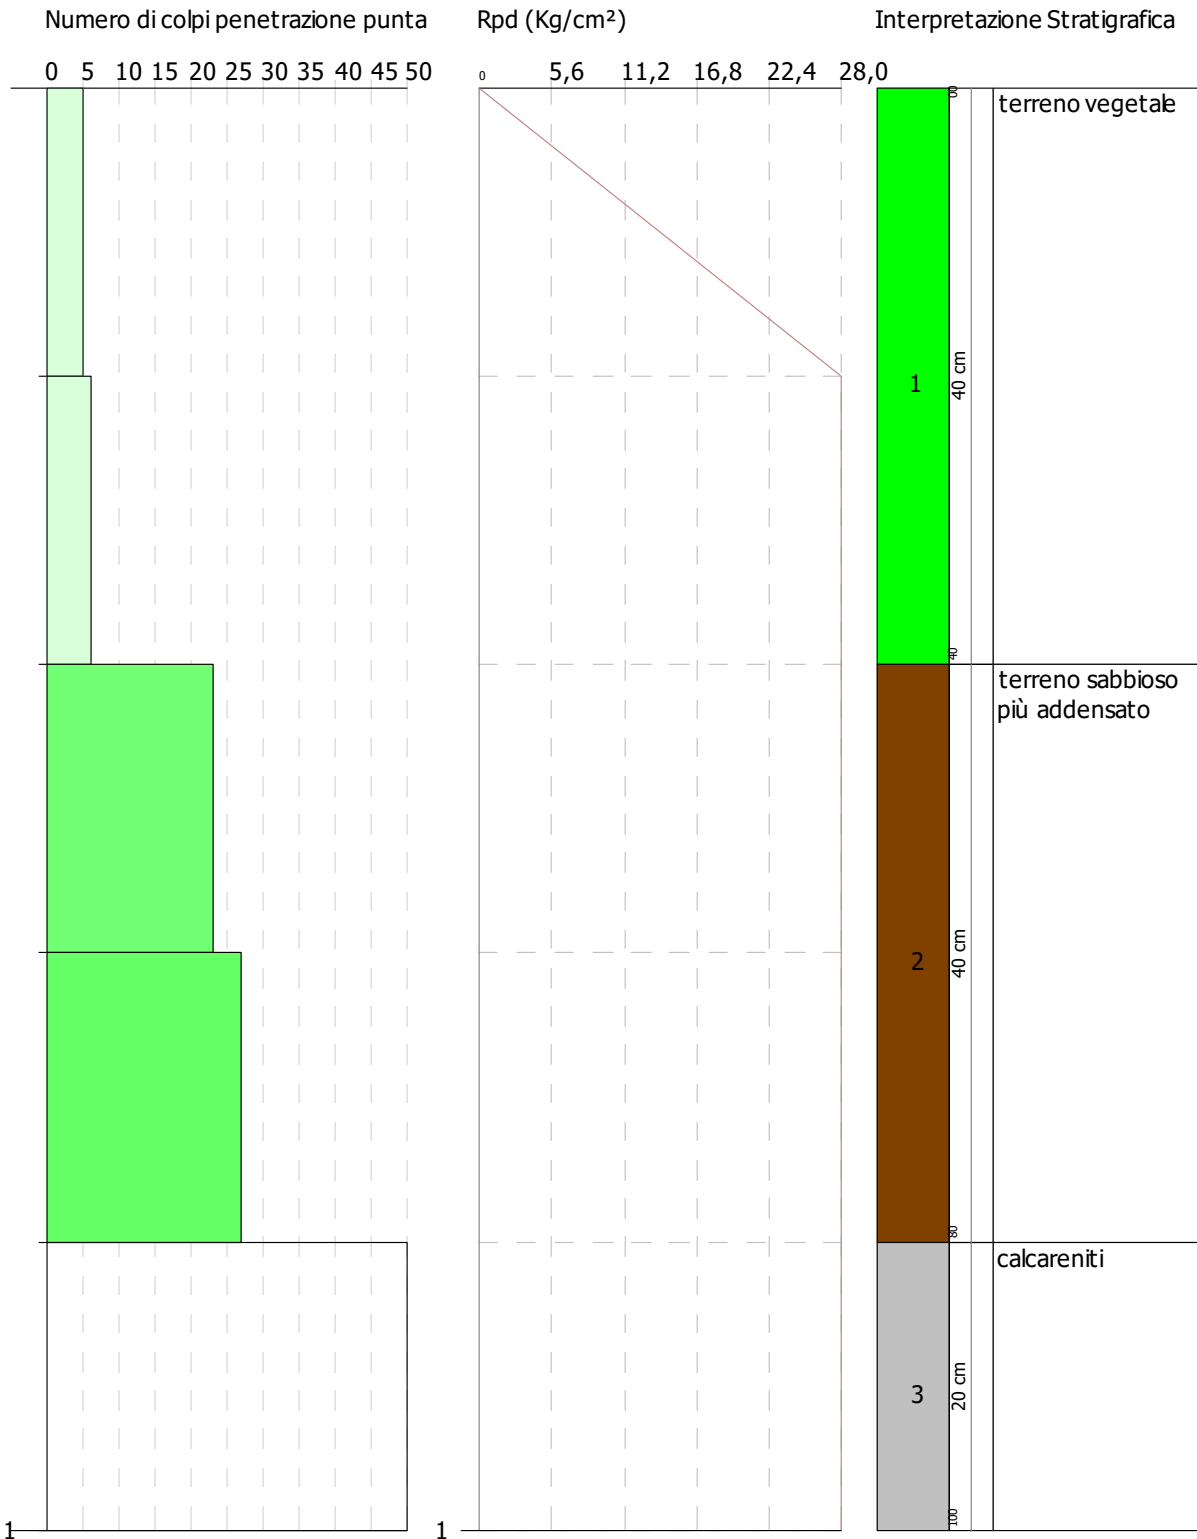 Numero di colpi penetrazione punta
Rpd (Kg/cm²)
Interpretazione Stratigrafica
0 5 10 15 20 25 30 35 40 45 50
0 5,6 11,2 16,8 22,4 28,0
00
terreno vegetale
1
40 cm
40
terreno sabbioso
più addensato
2
40 cm
80
calcareniti
3
20 cm
100
1
1